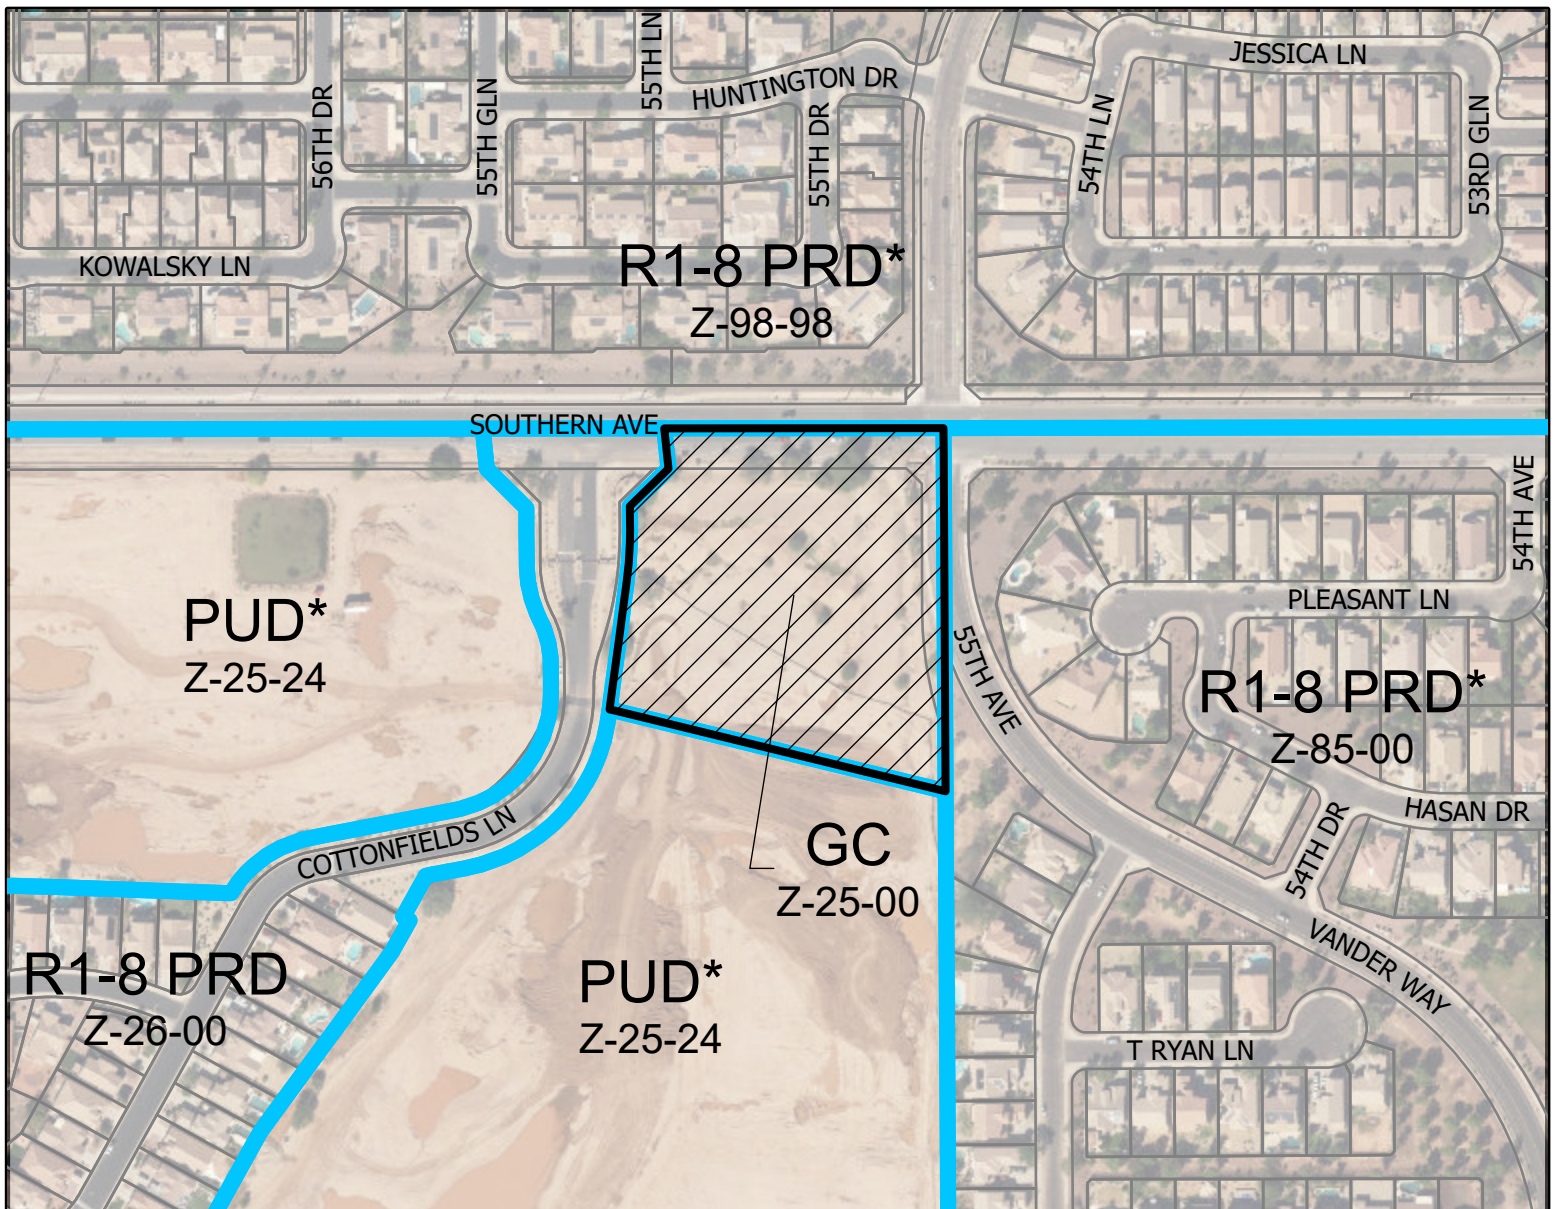 JESSICA LN
55TH LN
HUNTINGTON DR
56TH DR
55TH GLN
55TH DR
54TH LN
53RD GLN
KOWALSKY LN
R1-8 PRD*
Z-98-98
SOUTHERN AVE
54TH AVE
PLEASANT LN
PUD*
Z-25-24
55TH AVE
R1-8 PRD*
Z-85-00
HASAN DR
COTTONFIELDS LN
GC
Z-25-00
54TH DR
VANDER WAY
R1-8 PRD
Z-26-00
PUD*
Z-25-24
T RYAN LN